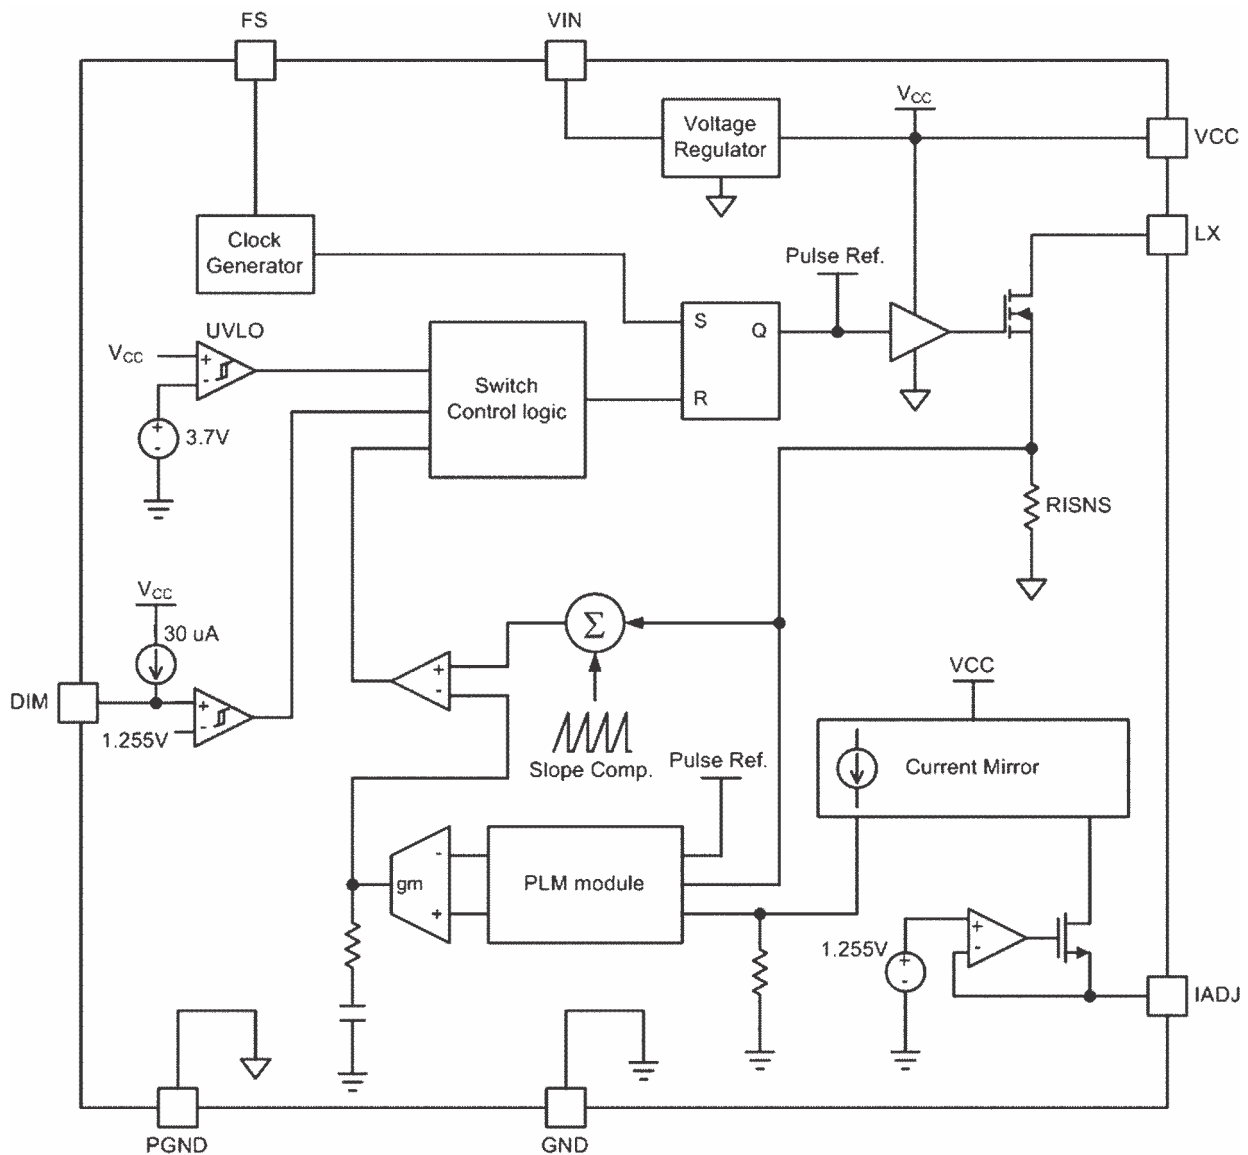 FS
VIN
VCC
Voltage
Regulator
VCC
LX
Clock
Generator
Pulse Ref.
UVLO
S
Q
VCC
+
-
Switch
Control logic
R
+
-
3.7V
RISNS
VCC
30 uA
Σ
+
-
VCC
DIM
+
-
1.255V
Slope Comp.
Pulse Ref.
Current Mirror
-
gm
+
PLM module
1.255V
+
-
+
-
IADJ
PGND
GND